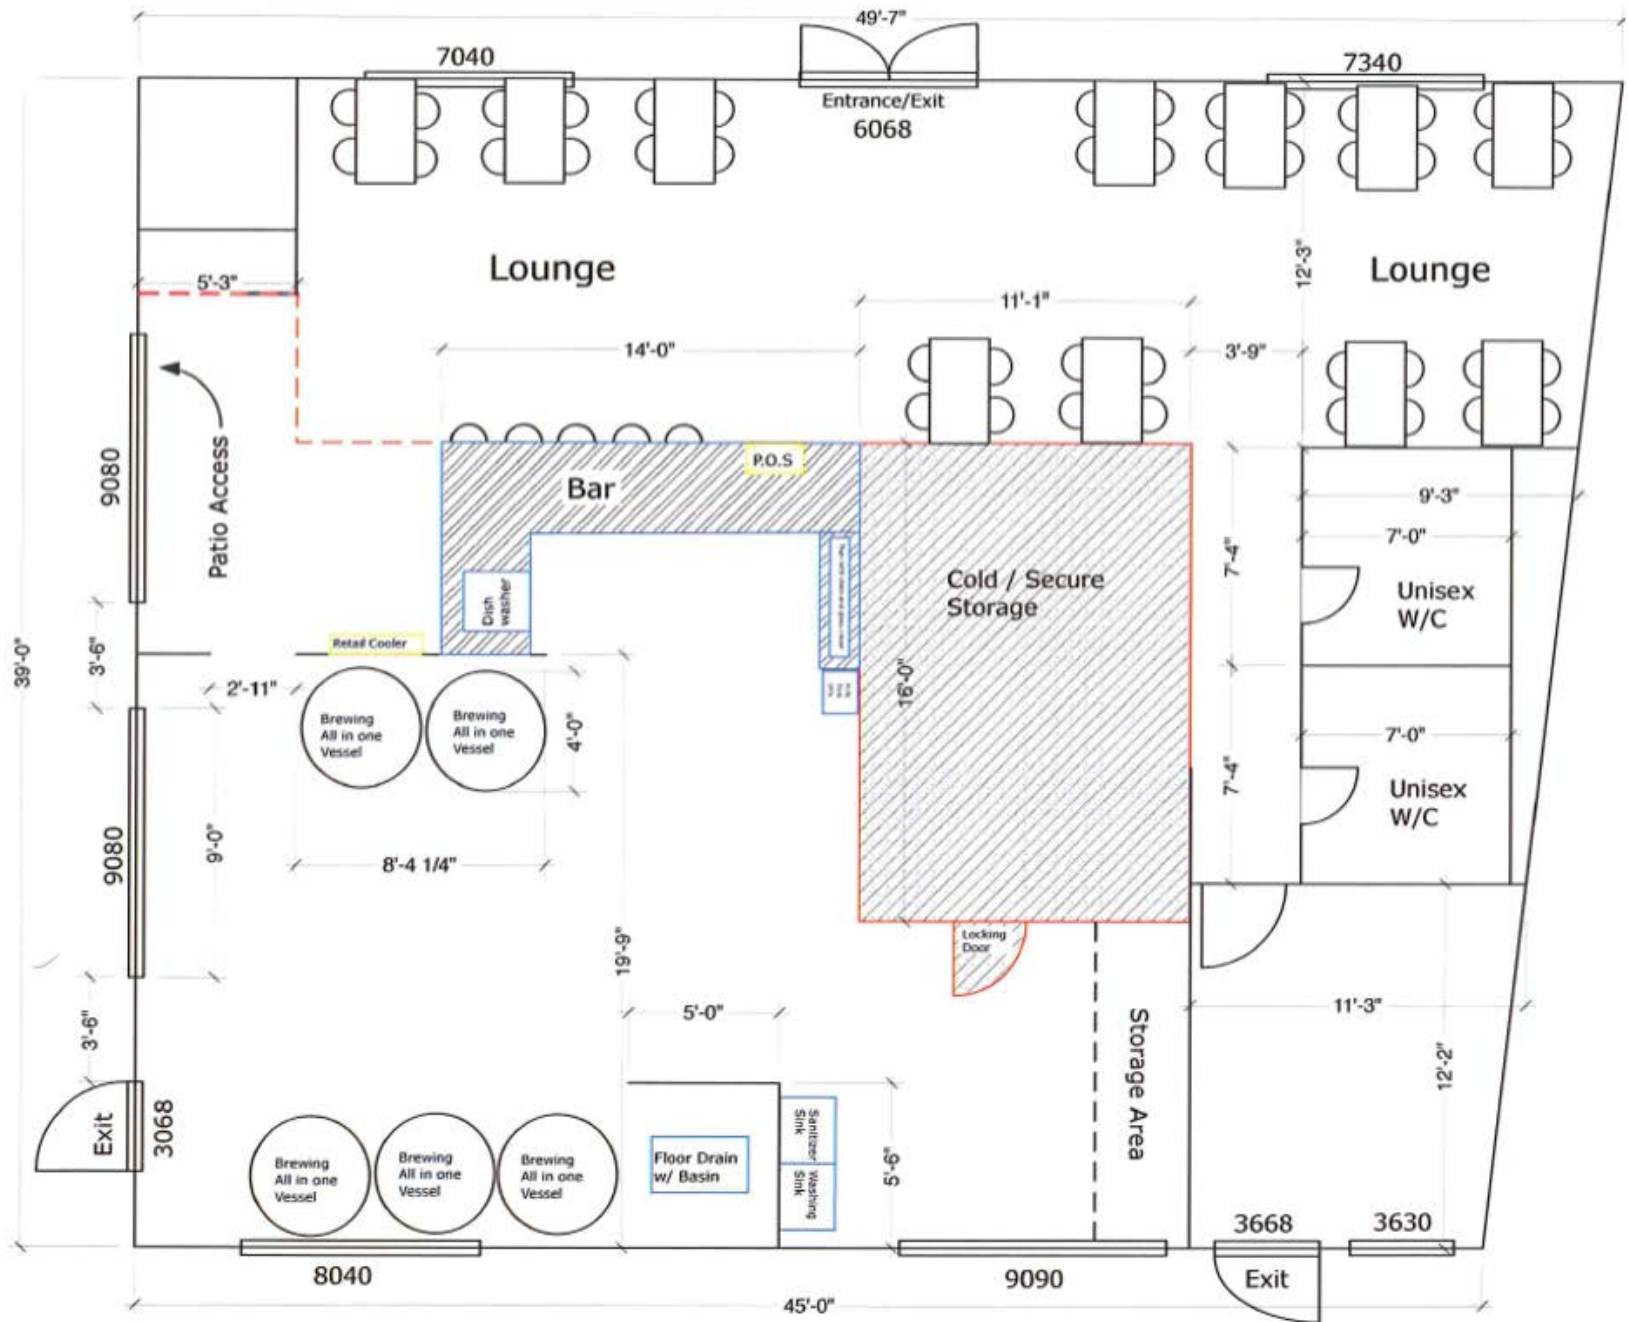 49'-7"
7040
7340
Entrance/Exit
6068
Lounge
Lounge
12'-3"
5'-3"
11'-1"
14'-0"
3'-9"
9080
Patio Access
P.O.S
Bar
Dish
washer
Cold / Secure
Storage
9'-3"
7'-0"
7'-4"
Unisex
W/C
Retail Cooler
39'-0"
3'-6"
2'-11"
16'-0"
Brewing
All in one
Vessel
Brewing
All in one
Vessel
4'-0"
7'-0"
7'-4"
Unisex
W/C
9080
9'-0"
8'-4 1/4"
19'-9"
Locking
Door
3'-6"
5'-0"
11'-3"
Storage Area
12'-2"
Exit
3068
Brewing
All in one
Vessel
Brewing
All in one
Vessel
Brewing
All in one
Vessel
Floor Drain
w/ Basin
Sanitizer
Sink
Washing
Sink
5'-6"
3668
3630
8040
9090
Exit
45'-0"